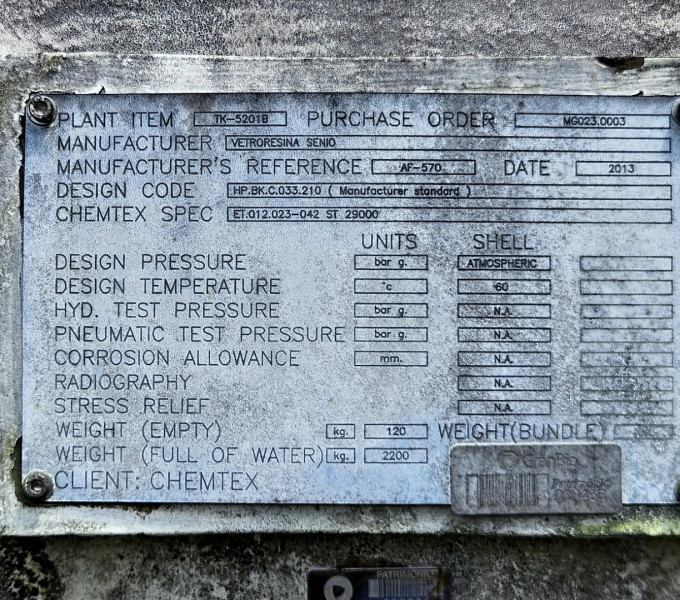 PLANT ITEM TK-5201B PURCHASE ORDER MG023.0003
MANUFACTURER VETRORESINA SENIO
MANUFACTURER'S REFERENCE AF-570 DATE 2013
DESIGN CODE HP.BK.C.033.210 ( Manufacturer standard )
CHEMTEX SPEC ET.012.023-042 ST 29000
UNITS SHELL
DESIGN PRESSURE bar g. ATMOSPHERIC
DESIGN TEMPERATURE °c 60
HYD. TEST PRESSURE bar g. N.A.
PNEUMATIC TEST PRESSURE bar g. N.A.
CORROSION ALLOWANCE mm. N.A.
RADIOGRAPHY N.A.
STRESS RELIEF N.A.
WEIGHT (EMPTY) kg. 120 WEIGHT(BUNDLE)
WEIGHT (FULL OF WATER) kg. 2200
CLIENT: CHEMTEX
GranBio
PATRIMONIO